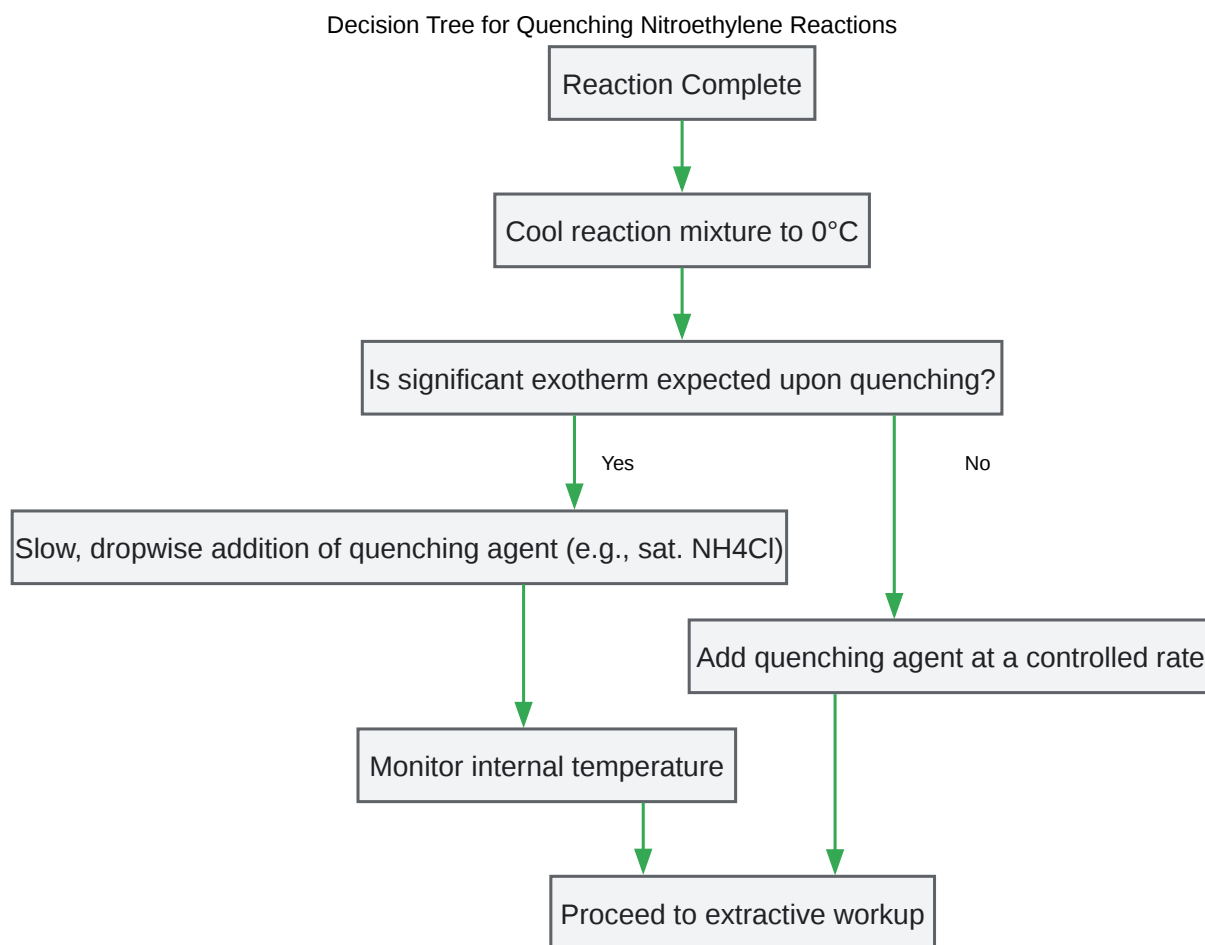 Decision Tree for Quenching Nitroethylene Reactions
Reaction Complete
Cool reaction mixture to 0°C
Is significant exotherm expected upon quenching?
Yes
No
Slow, dropwise addition of quenching agent (e.g., sat. NH4Cl)
Add quenching agent at a controlled rate
Monitor internal temperature
Proceed to extractive workup